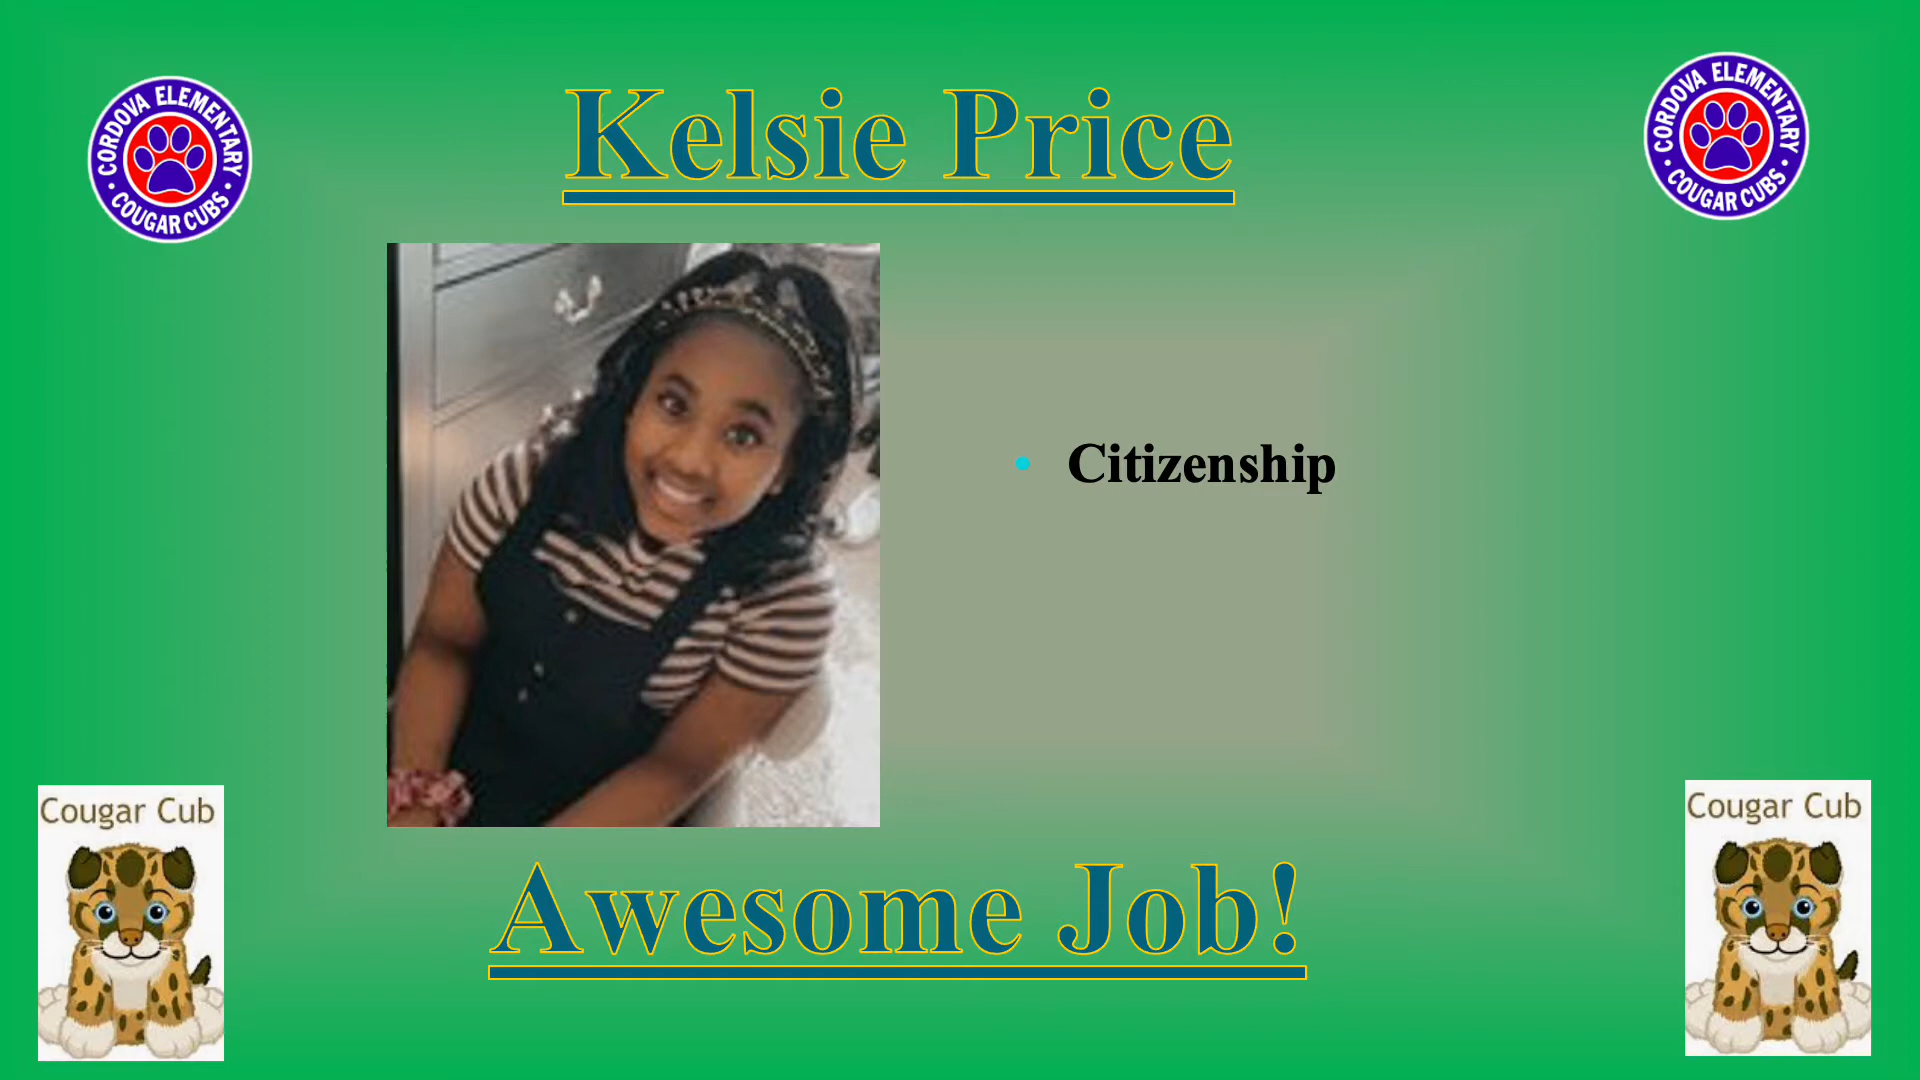 Kelsie Price
CORDOVA ELEMENTARY
• COUGAR CUBS •
CORDOVA ELEMENTARY
• COUGAR CUBS •
• Citizenship
Cougar Cub
Cougar Cub
Awesome Job!